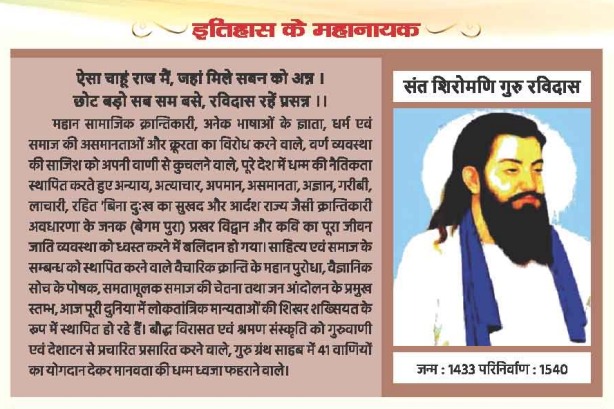 इतिहास के महानायक
ऐसा चाहूं राज मैं, जहां मिले सबन को अन्न ।
छोट बड़ो सब सम बसे, रविदास रहें प्रसन्न ।।
महान सामाजिक क्रान्तिकारी, अनेक भाषाओं के ज्ञाता, धर्म एवं
समाज की असमानताओं और क्रूरता का विरोध करने वाले, वर्ण व्यवस्था
की साजिश को अपनी वाणी से कुचलने वाले, पूरे देश में धम्म की नैतिकता
स्थापित करते हुए अन्याय, अत्याचार, अपमान, असमानता, अज्ञान, गरीबी,
लाचारी, रहित 'बिना दुःख का सुखद और आर्दश राज्य जैसी क्रान्तिकारी
अवधारणा के जनक (बेगम पुरा) प्रखर विद्वान और कवि का पूरा जीवन
जाति व्यवस्था को ध्वस्त करने में बलिदान हो गया। साहित्य एवं समाज के
सम्बन्ध को स्थापित करने वाले वैचारिक क्रान्ति के महान पुरोधा, वैज्ञानिक
सोच के पोषक, समतामूलक समाज की चेतना तथा जन आंदोलन के प्रमुख
स्तम्भ, आज पूरी दुनिया में लोकतांत्रिक मान्यताओं की शिखर शख्सियत के
रूप में स्थापित हो रहे हैं। बौद्ध विरासत एवं श्रमण संस्कृति को गुरुवाणी
एवं देशाटन से प्रचारित प्रसारित करने वाले, गुरु ग्रंथ साहब में 41 वाणियों
का योगदान देकर मानवता की धम्म ध्वजा फहराने वाले।
संत शिरोमणि गुरु रविदास
जन्म : 1433 परिनिर्वाण : 1540